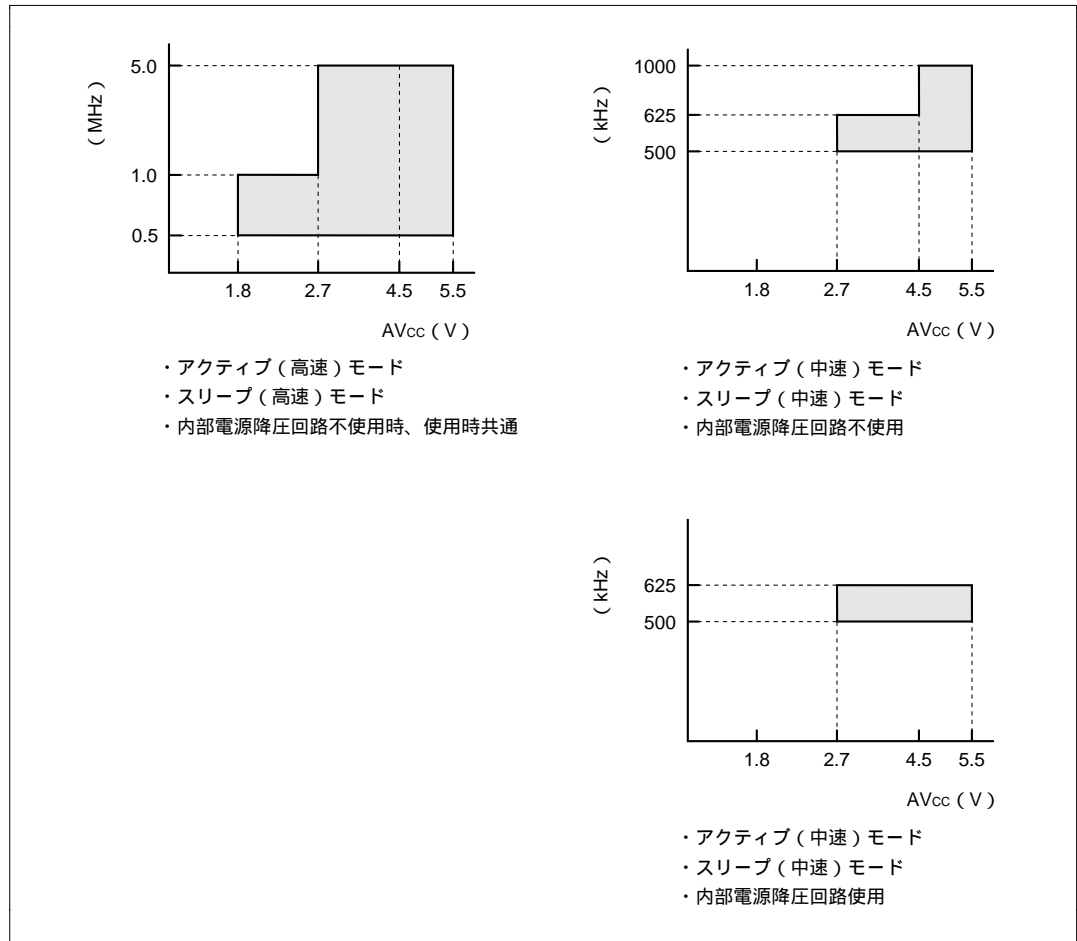 5.0
1.0
0.5
(MHz)
1.8 2.7 4.5 5.5
AVcc(V)
・アクティブ(高速)モード
・スリープ(高速)モード
・内部電源降圧回路不使用時、使用時共通
1000
625
500
(kHz)
1.8 2.7 4.5 5.5
AVcc(V)
・アクティブ(中速)モード
・スリープ(中速)モード
・内部電源降圧回路不使用
625
500
(kHz)
1.8 2.7 4.5 5.5
AVcc(V)
・アクティブ(中速)モード
・スリープ(中速)モード
・内部電源降圧回路使用